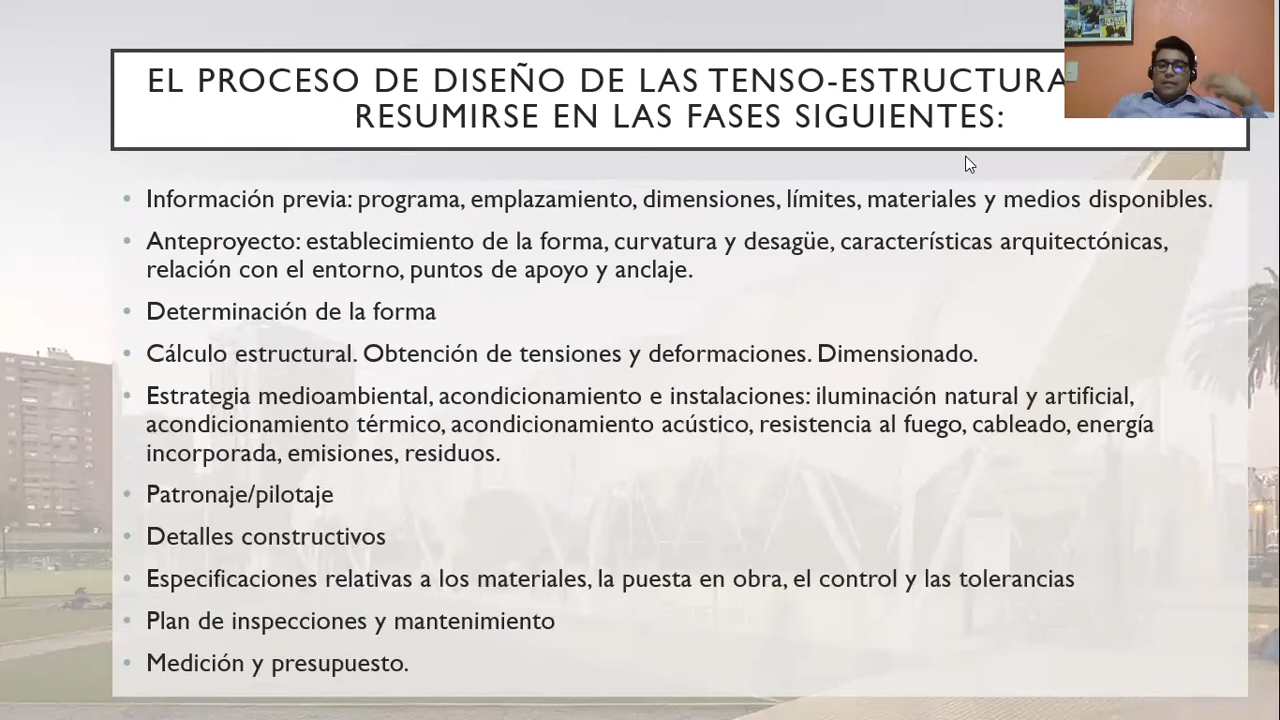 EL PROCESO DE DISEÑO DE LAS TENSO-ESTRUCTURA
RESUMIRSE EN LAS FASES SIGUIENTES:
• Información previa: programa, emplazamiento, dimensiones, límites, materiales y medios disponibles.
• Anteproyecto: establecimiento de la forma, curvatura y desagüe, características arquitectónicas,
relación con el entorno, puntos de apoyo y anclaje.
• Determinación de la forma
• Cálculo estructural. Obtención de tensiones y deformaciones. Dimensionado.
• Estrategia medioambiental, acondicionamiento e instalaciones: iluminación natural y artificial,
acondicionamiento térmico, acondicionamiento acústico, resistencia al fuego, cableado, energía
incorporada, emisiones, residuos.
• Patronaje/pilotaje
• Detalles constructivos
• Especificaciones relativas a los materiales, la puesta en obra, el control y las tolerancias
• Plan de inspecciones y mantenimiento
• Medición y presupuesto.